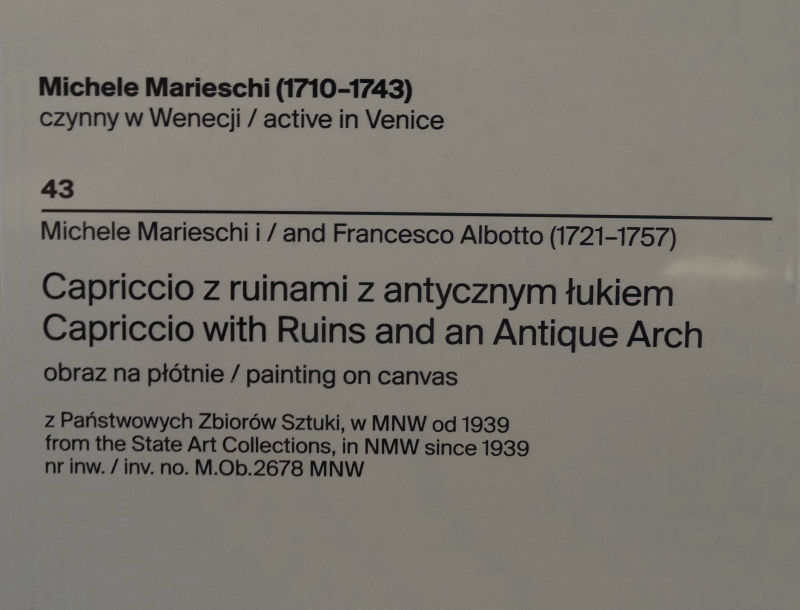 Michele Marieschi (1710–1743)
czynny w Wenecji / active in Venice
43
Michele Marieschi i / and Francesco Albotto (1721–1757)
Capriccio z ruinami z antycznym łukiem
Capriccio with Ruins and an Antique Arch
obraz na płótnie / painting on canvas
z Państwowych Zbiorów Sztuki, w MNW od 1939
from the State Art Collections, in NMW since 1939
nr inw. / inv. no. M.Ob.2678 MNW